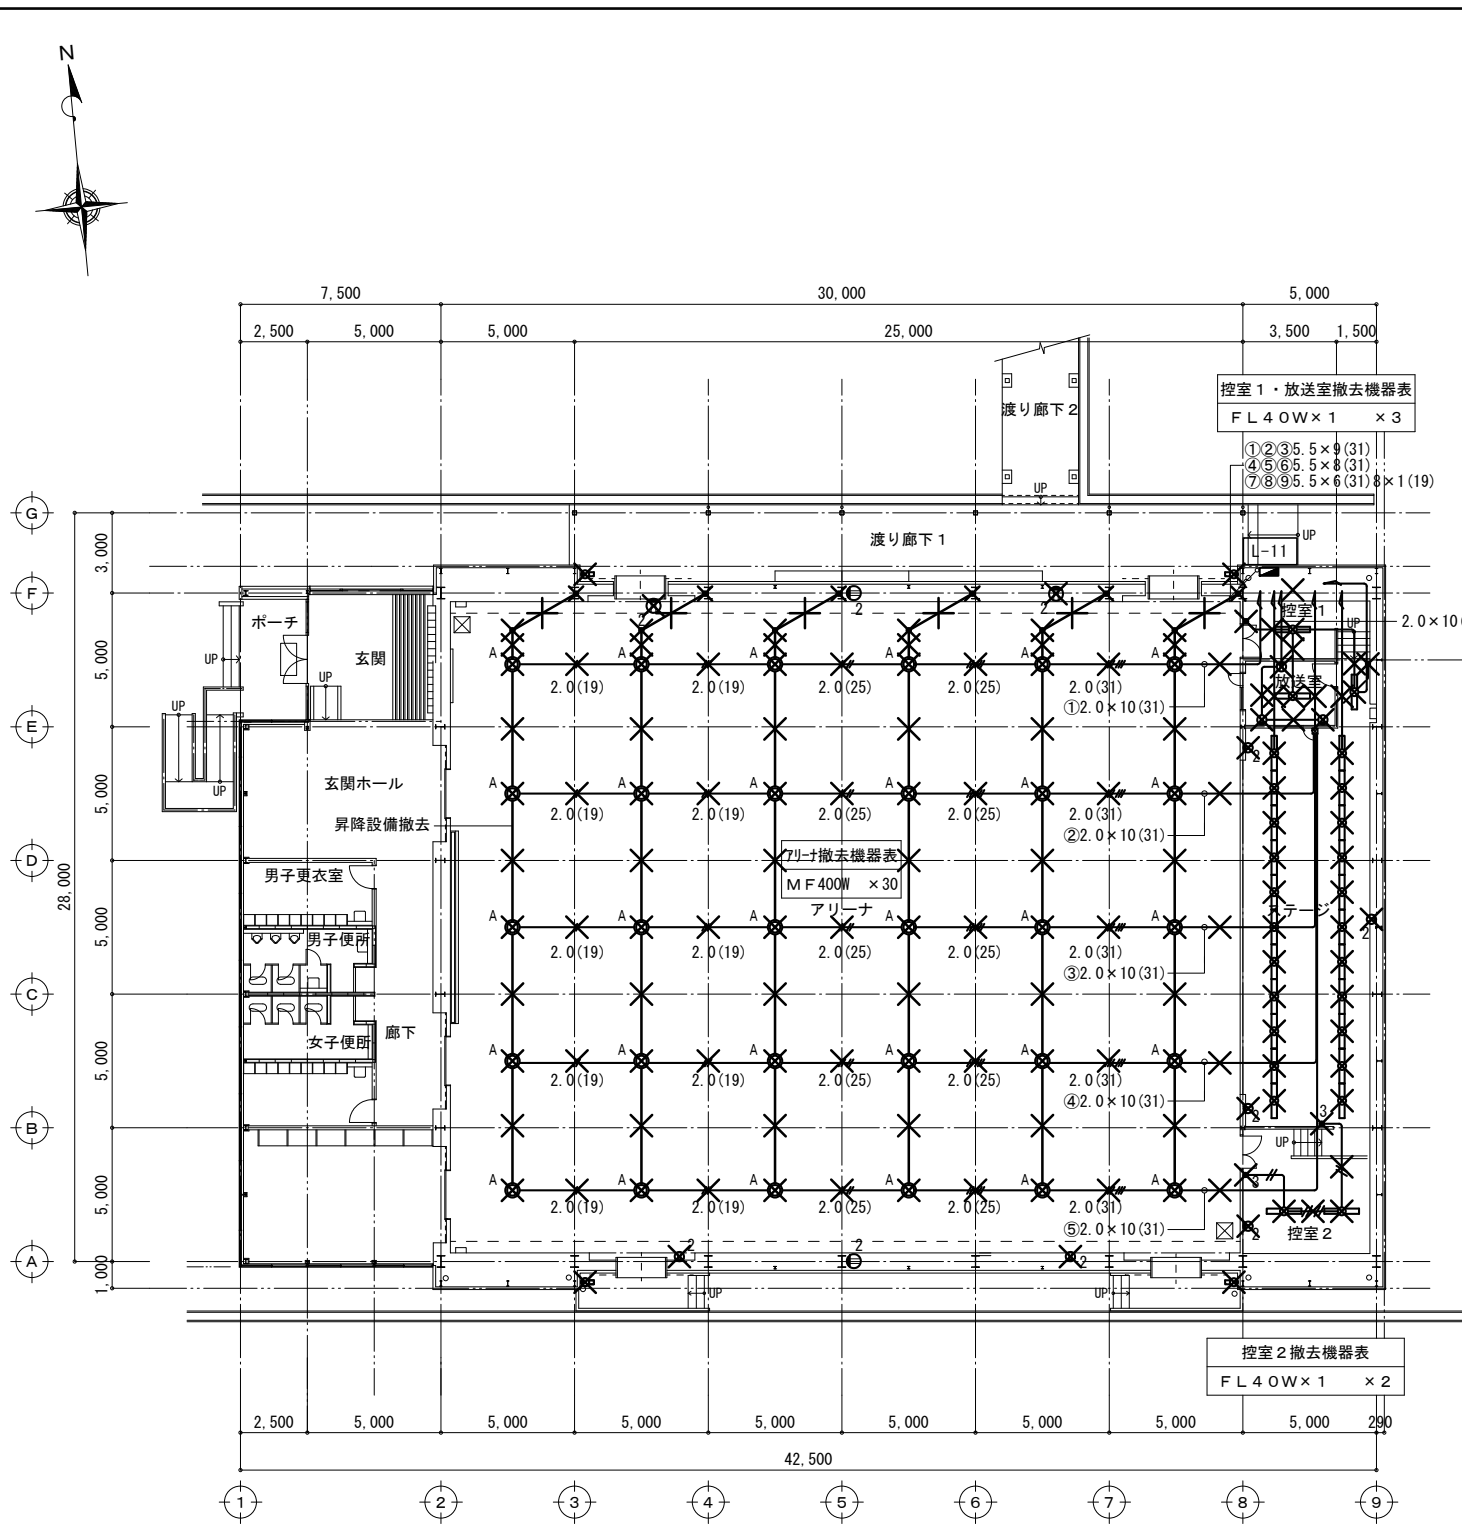 N
7,500
30,000
5,000
2,500
5,000
5,000
25,000
3,500
1,500
渡り廊下2
控室1・放送室撤去機器表
FL40W×1 ×3
①②③5.5×9(31)
④⑤⑥5.5×8(31)
⑦⑧⑨5.5×6(31)8×1(19)
UP
UP
G
渡り廊下1
L-11
3,000
F
2
2
2
控室1
ポーチ
UP
2.0×10(
玄関
UP
5,000
A
A
A
A
A
A
放送室
2.0(19)
2.0(19)
2.0(25)
2.0(25)
2.0(31)
①2.0×10(31)
UP
UP
E
2
玄関ホール
UP
5,000
A
A
A
A
A
A
2.0(19)
2.0(19)
2.0(25)
2.0(25)
2.0(31)
昇降設備撤去
②2.0×10(31)
D
28,000
アリーナ撤去機器表
MF400W ×30
男子更衣室
アリーナ
ステージ
5,000
A
A
A
A
A
A
2
男子便所
2.0(19)
2.0(19)
2.0(25)
2.0(25)
2.0(31)
③2.0×10(31)
C
女子便所
廊下
5,000
A
A
A
A
A
A
2.0(19)
2.0(19)
2.0(25)
2.0(25)
2.0(31)
④2.0×10(31)
2
3
B
UP
5,000
A
A
A
A
A
A
3
2.0(19)
2.0(19)
2.0(25)
2.0(25)
2.0(31)
⑤2.0×10(31)
2
控室2
A
2
2
2
1,000
UP
UP
控室2撤去機器表
FL40W×1 ×2
2,500
5,000
5,000
5,000
5,000
5,000
5,000
5,000
5,000
290
42,500
1
2
3
4
5
6
7
8
9